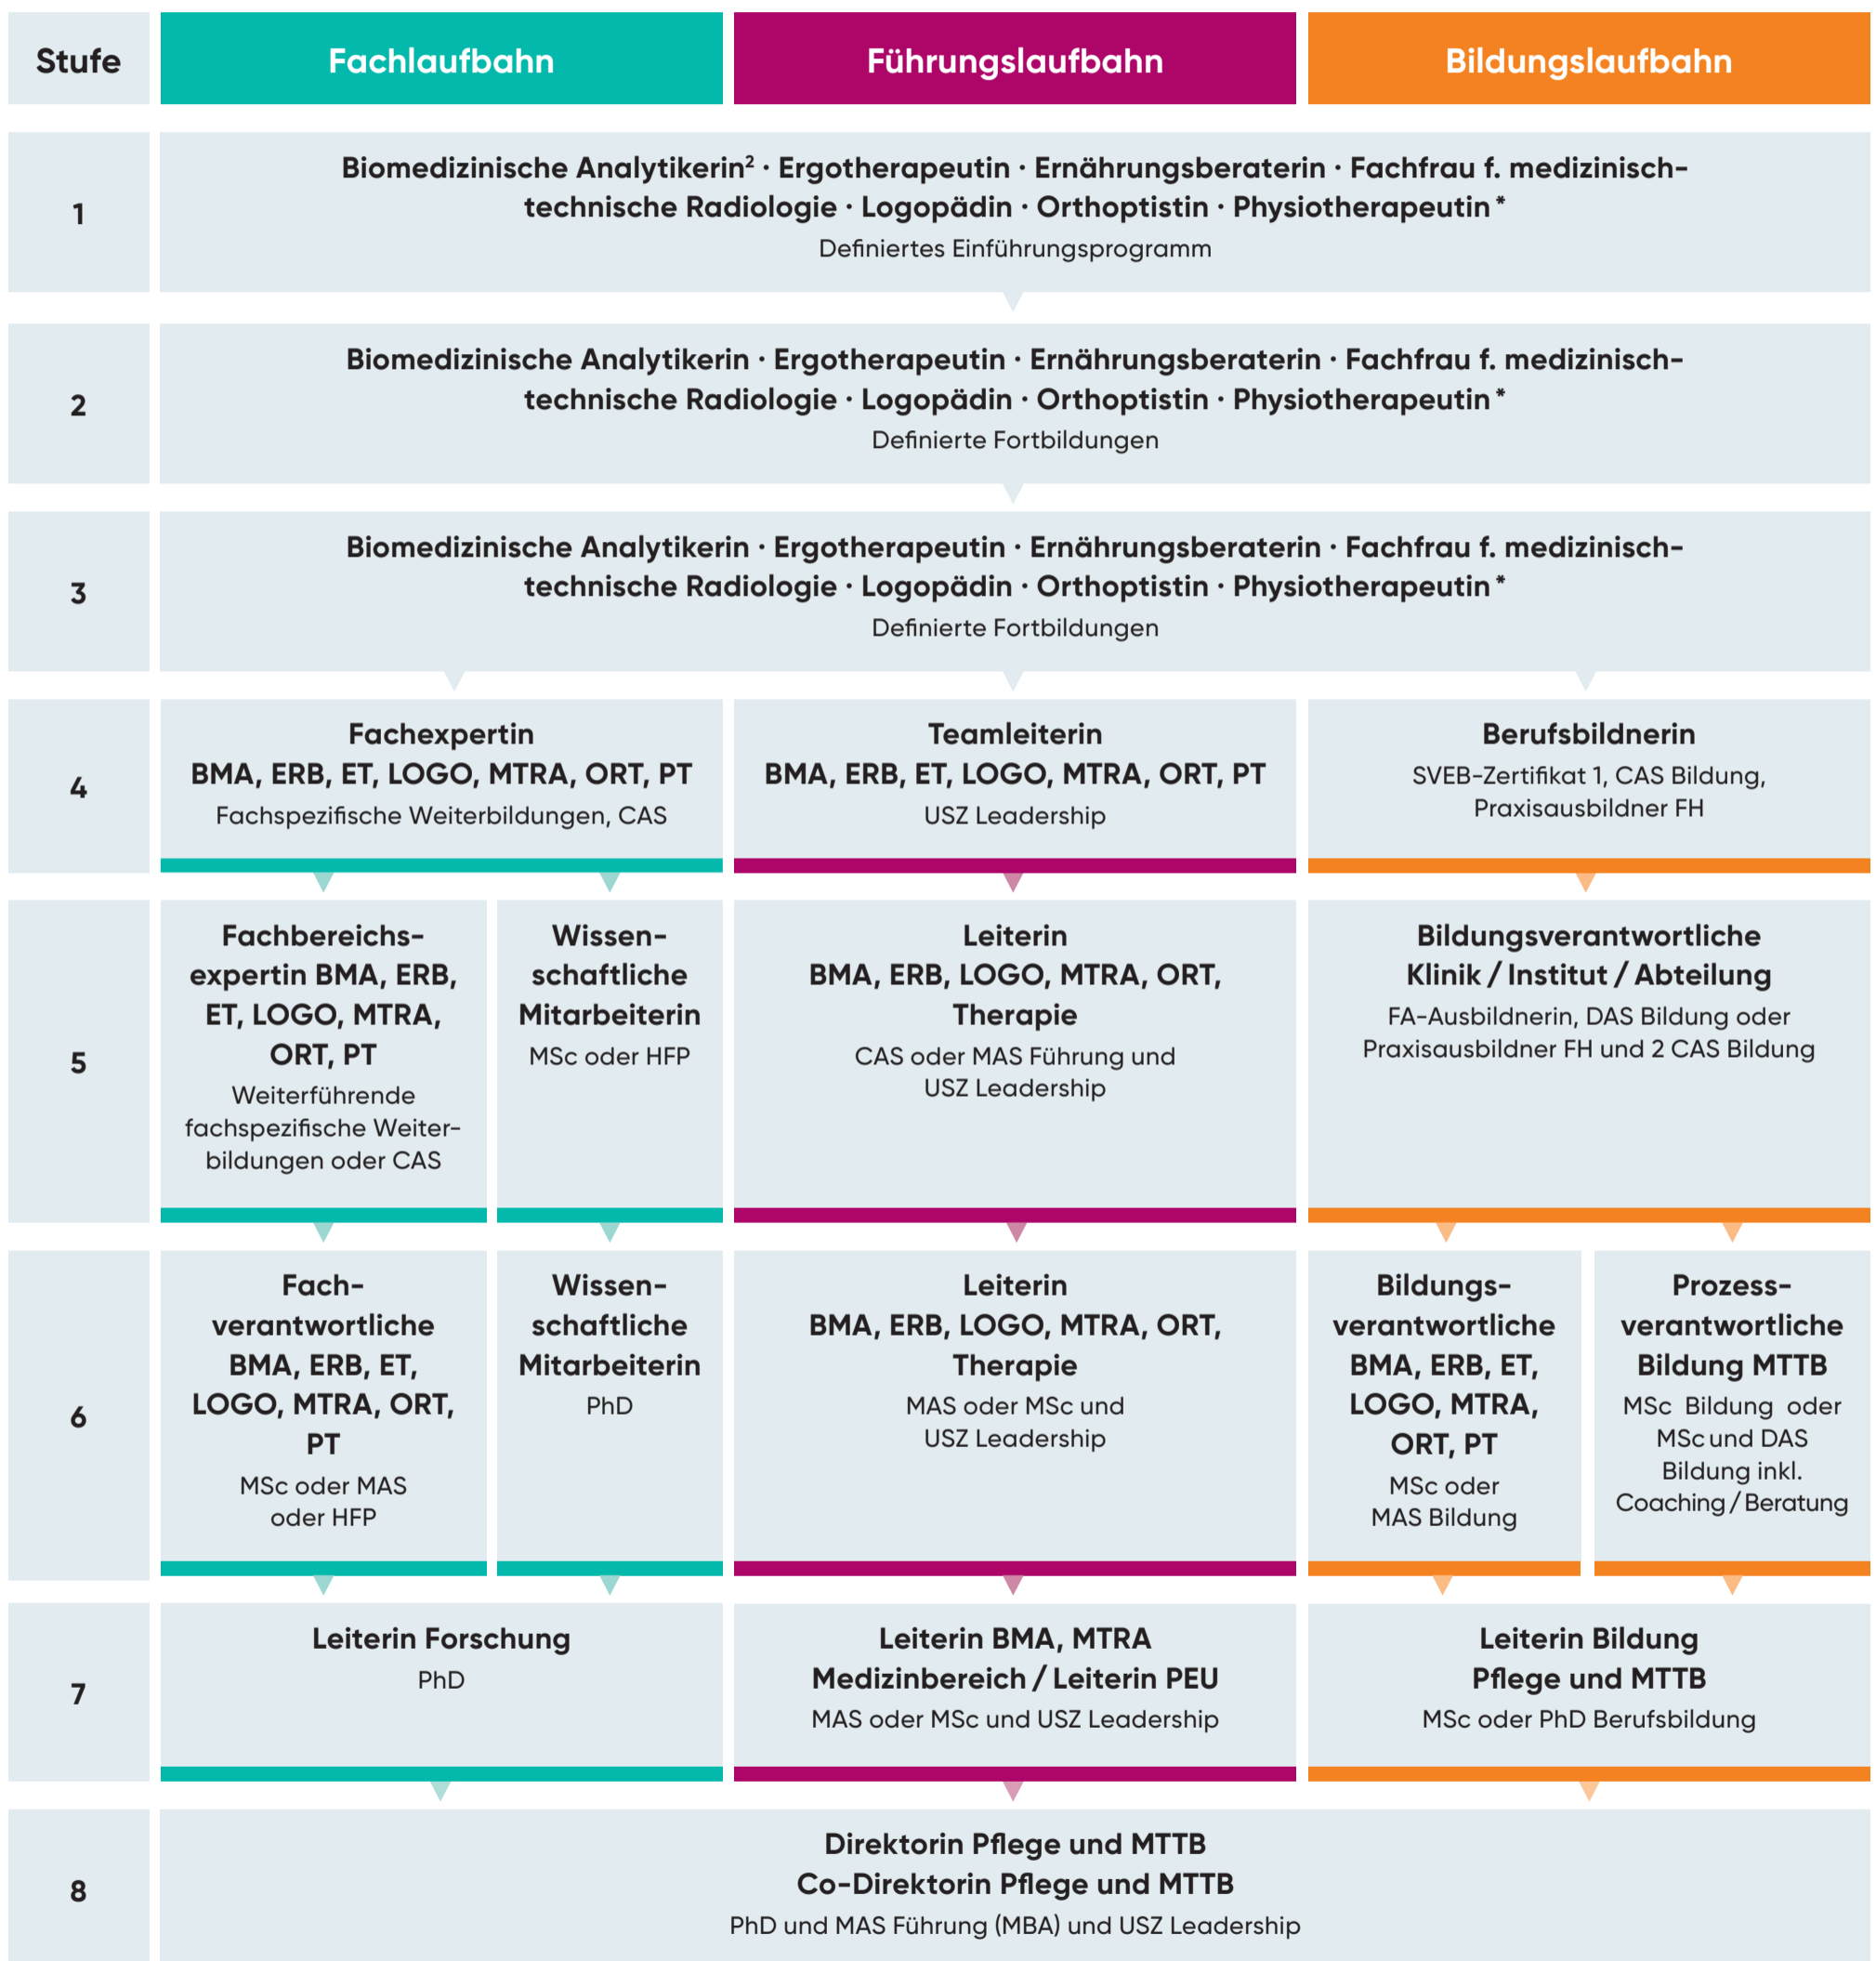 Stufe
Fachlaufbahn
Führungslaufbahn
Bildungslaufbahn
1
Biomedizinische Analytikerin² · Ergotherapeutin · Ernährungsberaterin · Fachfrau f. medizinisch-
technische Radiologie · Logopädin · Orthoptistin · Physiotherapeutin*
Definiertes Einführungsprogramm
2
Biomedizinische Analytikerin · Ergotherapeutin · Ernährungsberaterin · Fachfrau f. medizinisch-
technische Radiologie · Logopädin · Orthoptistin · Physiotherapeutin*
Definierte Fortbildungen
3
Biomedizinische Analytikerin · Ergotherapeutin · Ernährungsberaterin · Fachfrau f. medizinisch-
technische Radiologie · Logopädin · Orthoptistin · Physiotherapeutin*
Definierte Fortbildungen
4
Fachexpertin
BMA, ERB, ET, LOGO, MTRA, ORT, PT
Fachspezifische Weiterbildungen, CAS
Teamleiterin
BMA, ERB, ET, LOGO, MTRA, ORT, PT
USZ Leadership
Berufsbildnerin
SVEB-Zertifikat 1, CAS Bildung,
Praxisausbildner FH
5
Fachbereichs-
expertin BMA, ERB,
ET, LOGO, MTRA,
ORT, PT
Weiterführende
fachspezifische Weiter-
bildungen oder CAS
Wissen-
schaftliche
Mitarbeiterin
MSc oder HFP
Leiterin
BMA, ERB, LOGO, MTRA, ORT,
Therapie
CAS oder MAS Führung und
USZ Leadership
Bildungsverantwortliche
Klinik / Institut / Abteilung
FA-Ausbildnerin, DAS Bildung oder
Praxisausbildner FH und 2 CAS Bildung
6
Fach-
verantwortliche
BMA, ERB, ET,
LOGO, MTRA, ORT,
PT
MSc oder MAS
oder HFP
Wissen-
schaftliche
Mitarbeiterin
PhD
Leiterin
BMA, ERB, LOGO, MTRA, ORT,
Therapie
MAS oder MSc und
USZ Leadership
Bildungs-
verantwortliche
BMA, ERB, ET,
LOGO, MTRA,
ORT, PT
MSc oder
MAS Bildung
Prozess-
verantwortliche
Bildung MTTB
MSc Bildung oder
MSc und DAS
Bildung inkl.
Coaching / Beratung
7
Leiterin Forschung
PhD
Leiterin BMA, MTRA
Medizinbereich / Leiterin PEU
MAS oder MSc und USZ Leadership
Leiterin Bildung
Pflege und MTTB
MSc oder PhD Berufsbildung
8
Direktorin Pflege und MTTB
Co-Direktorin Pflege und MTTB
PhD und MAS Führung (MBA) und USZ Leadership